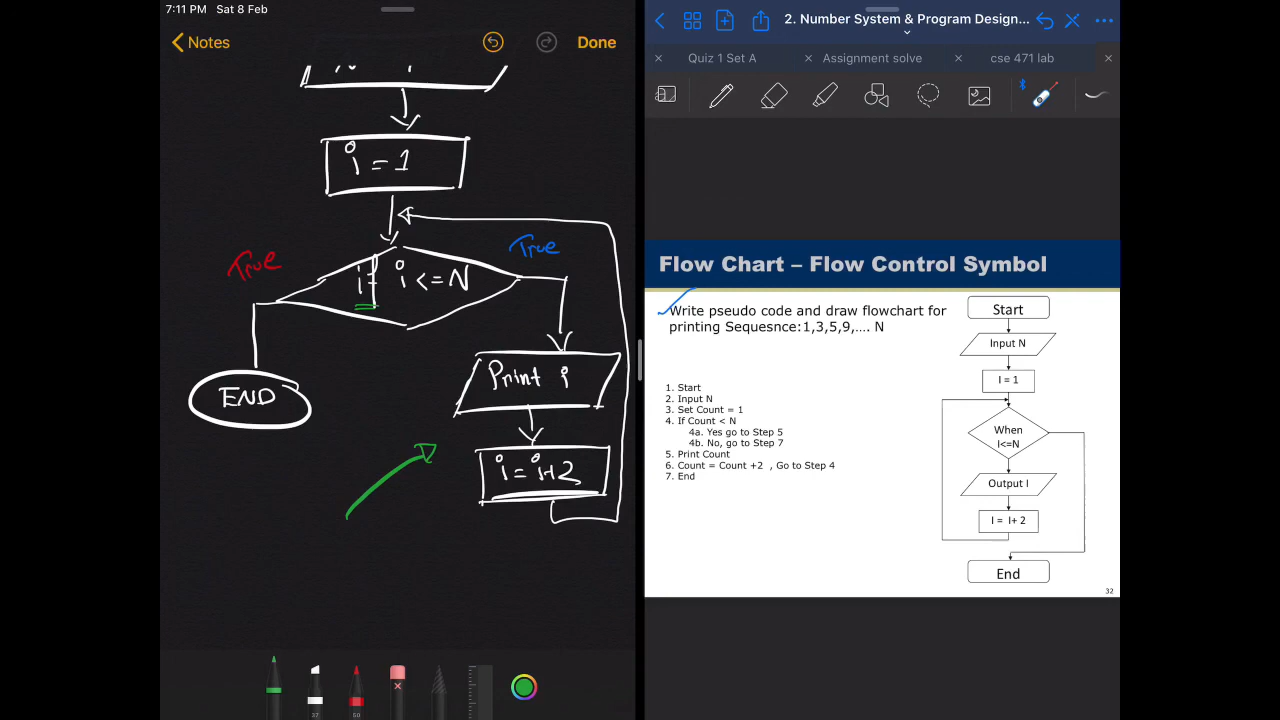 7:11 PM Sat 8 Feb
Notes
Done
i = 1
True
True
if i <= N
Print i
END
i = i+2
37
50
2. Number System & Program Design...
Quiz 1 Set A
Assignment solve
cse 471 lab
Flow Chart – Flow Control Symbol
Write pseudo code and draw flowchart for
printing Sequesnce:1,3,5,9,.... N
1. Start
2. Input N
3. Set Count = 1
4. If Count < N
4a. Yes go to Step 5
4b. No, go to Step 7
5. Print Count
6. Count = Count +2 , Go to Step 4
7. End
Start
Input N
I = 1
When
I<=N
Output I
I = I+ 2
End
32